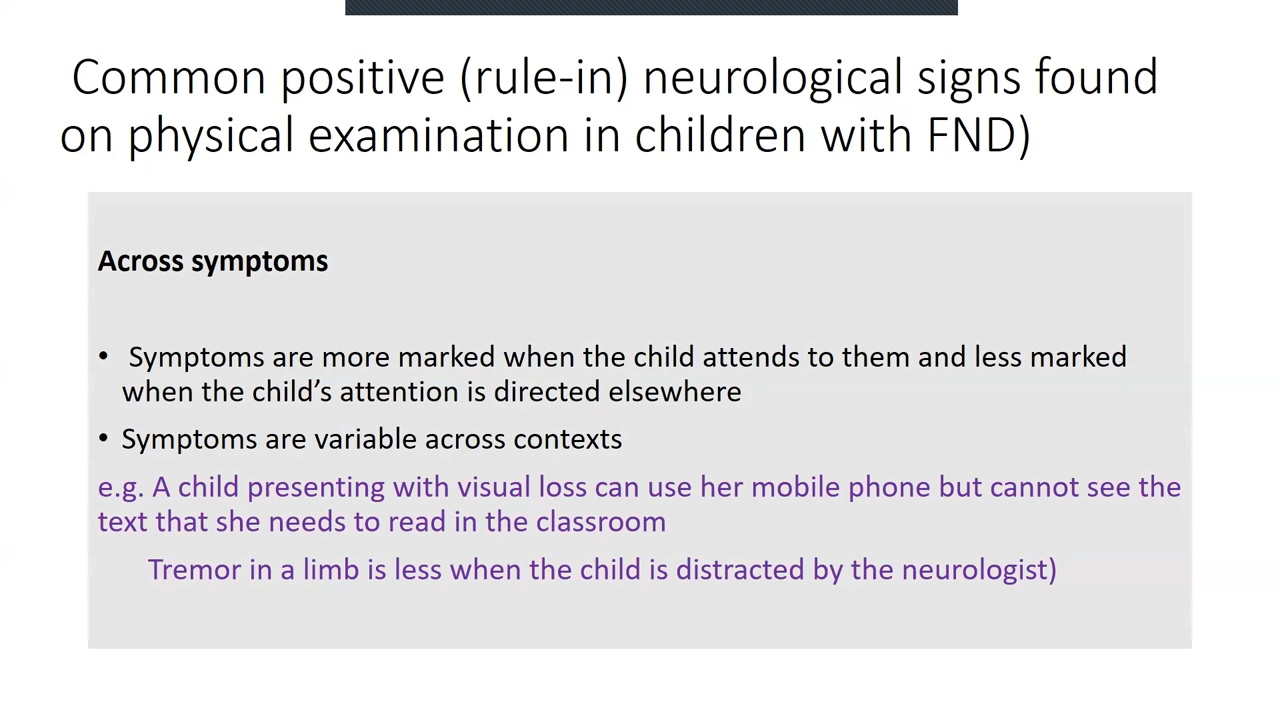 Common positive (rule-in) neurological signs found
on physical examination in children with FND)
Across symptoms
• Symptoms are more marked when the child attends to them and less marked
when the child’s attention is directed elsewhere
• Symptoms are variable across contexts
e.g. A child presenting with visual loss can use her mobile phone but cannot see the
text that she needs to read in the classroom
Tremor in a limb is less when the child is distracted by the neurologist)